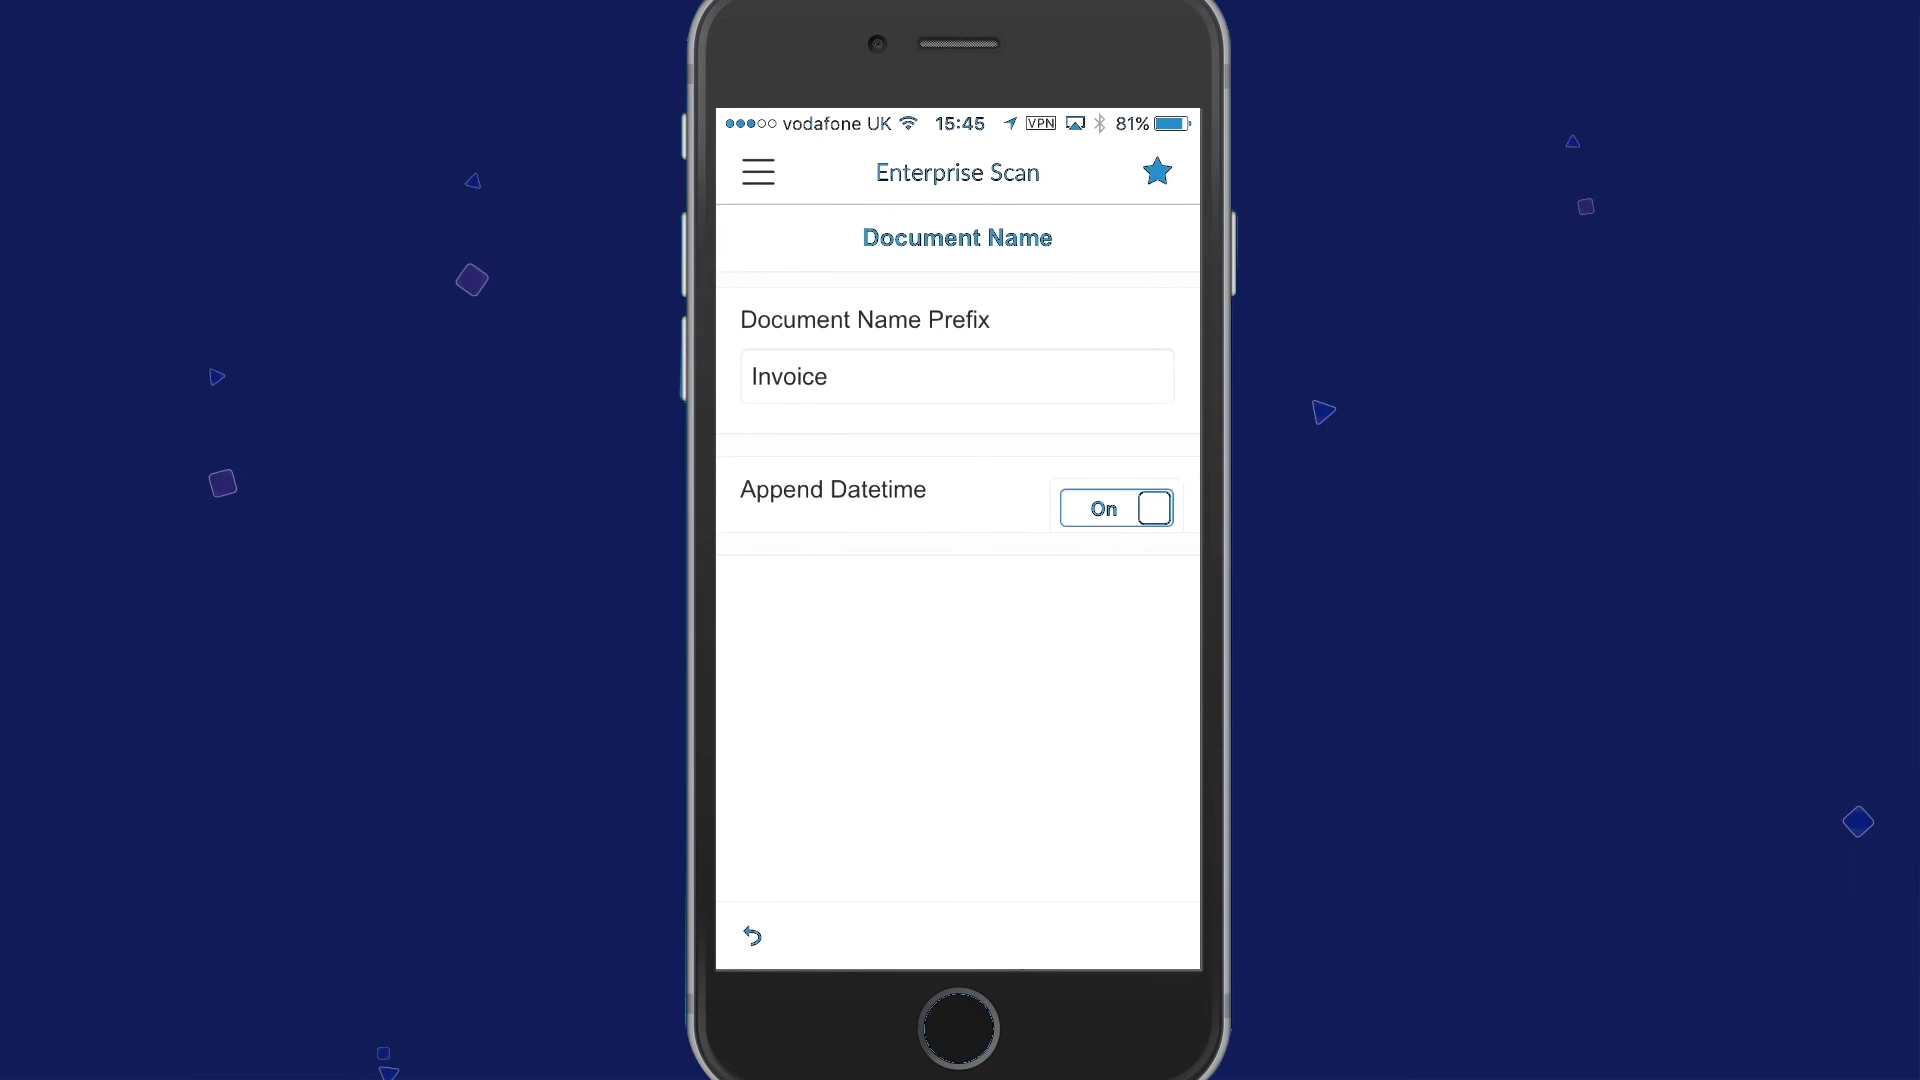 vodafone UK 15:45 VPN 81%
Enterprise Scan
Document Name
Document Name Prefix
Invoice
Append Datetime
On